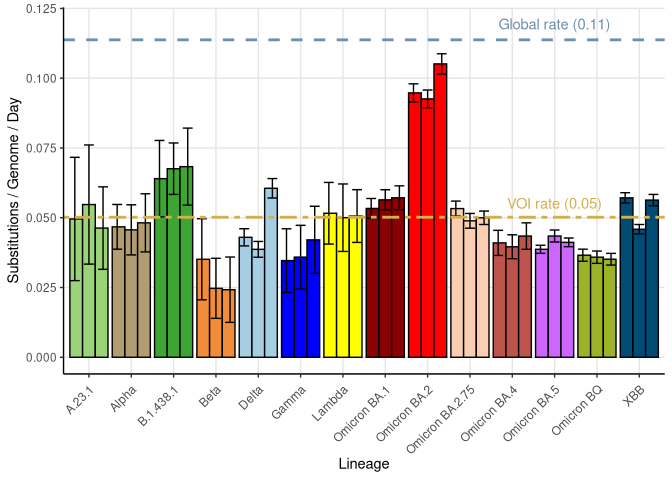 0.125
0.100
0.075
0.050
0.025
0.000
Substitutions / Genome / Day
Global rate (0.11)
VOI rate (0.05)
A.23.1
Alpha
B.1.438.1
Beta
Delta
Gamma
Lambda
Omicron BA.1
Omicron BA.2
Omicron BA.2.75
Omicron BA.4
Omicron BA.5
Omicron BQ
XBB
Lineage